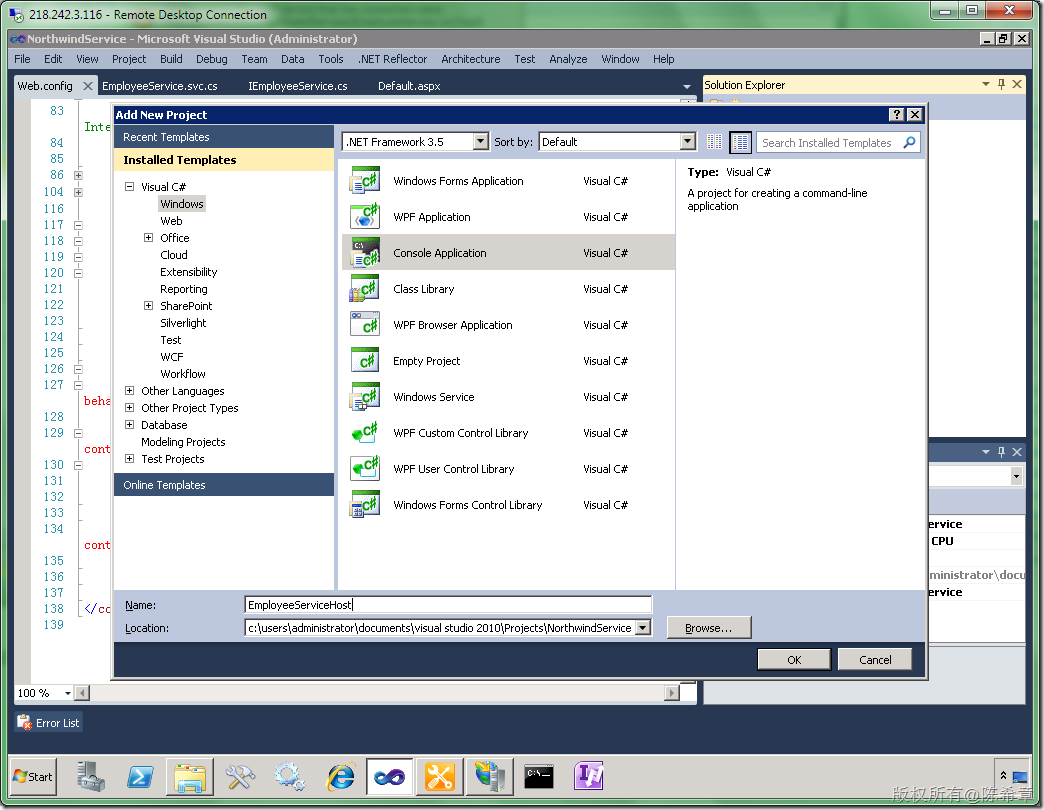 218.242.3.116 - Remote Desktop Connection
NorthwindService - Microsoft Visual Studio (Administrator)
File Edit View Project Build Debug Team Data Tools .NET Reflector Architecture Test Analyze Window Help
Web.config EmployeeService.svc.cs IEmployeeService.cs Default.aspx
Solution Explorer
83
Inte
84
85
86
104
116
117
118
119
120
121
122
123
124
125
126
127
beha
128
129
cont
130
131
132
133
134
cont
135
136
137
138 </co
139
Add New Project
Recent Templates
Installed Templates
Visual C#
Windows
Web
Office
Cloud
Extensibility
Reporting
SharePoint
Silverlight
Test
WCF
Workflow
Other Languages
Other Project Types
Database
Modeling Projects
Test Projects
Online Templates
.NET Framework 3.5 Sort by: Default Search Installed Templates
Windows Forms Application Visual C#
WPF Application Visual C#
Console Application Visual C#
Class Library Visual C#
WPF Browser Application Visual C#
Empty Project Visual C#
Windows Service Visual C#
WPF Custom Control Library Visual C#
WPF User Control Library Visual C#
Windows Forms Control Library Visual C#
Type: Visual C#
A project for creating a command-line
application
Name: EmployeeServiceHost
Location: c:\users\administrator\documents\visual studio 2010\Projects\NorthwindService Browse...
OK Cancel
ervice
CPU
ministrator\docu
ervice
100 %
Error List
Start
版权所有@陈希章